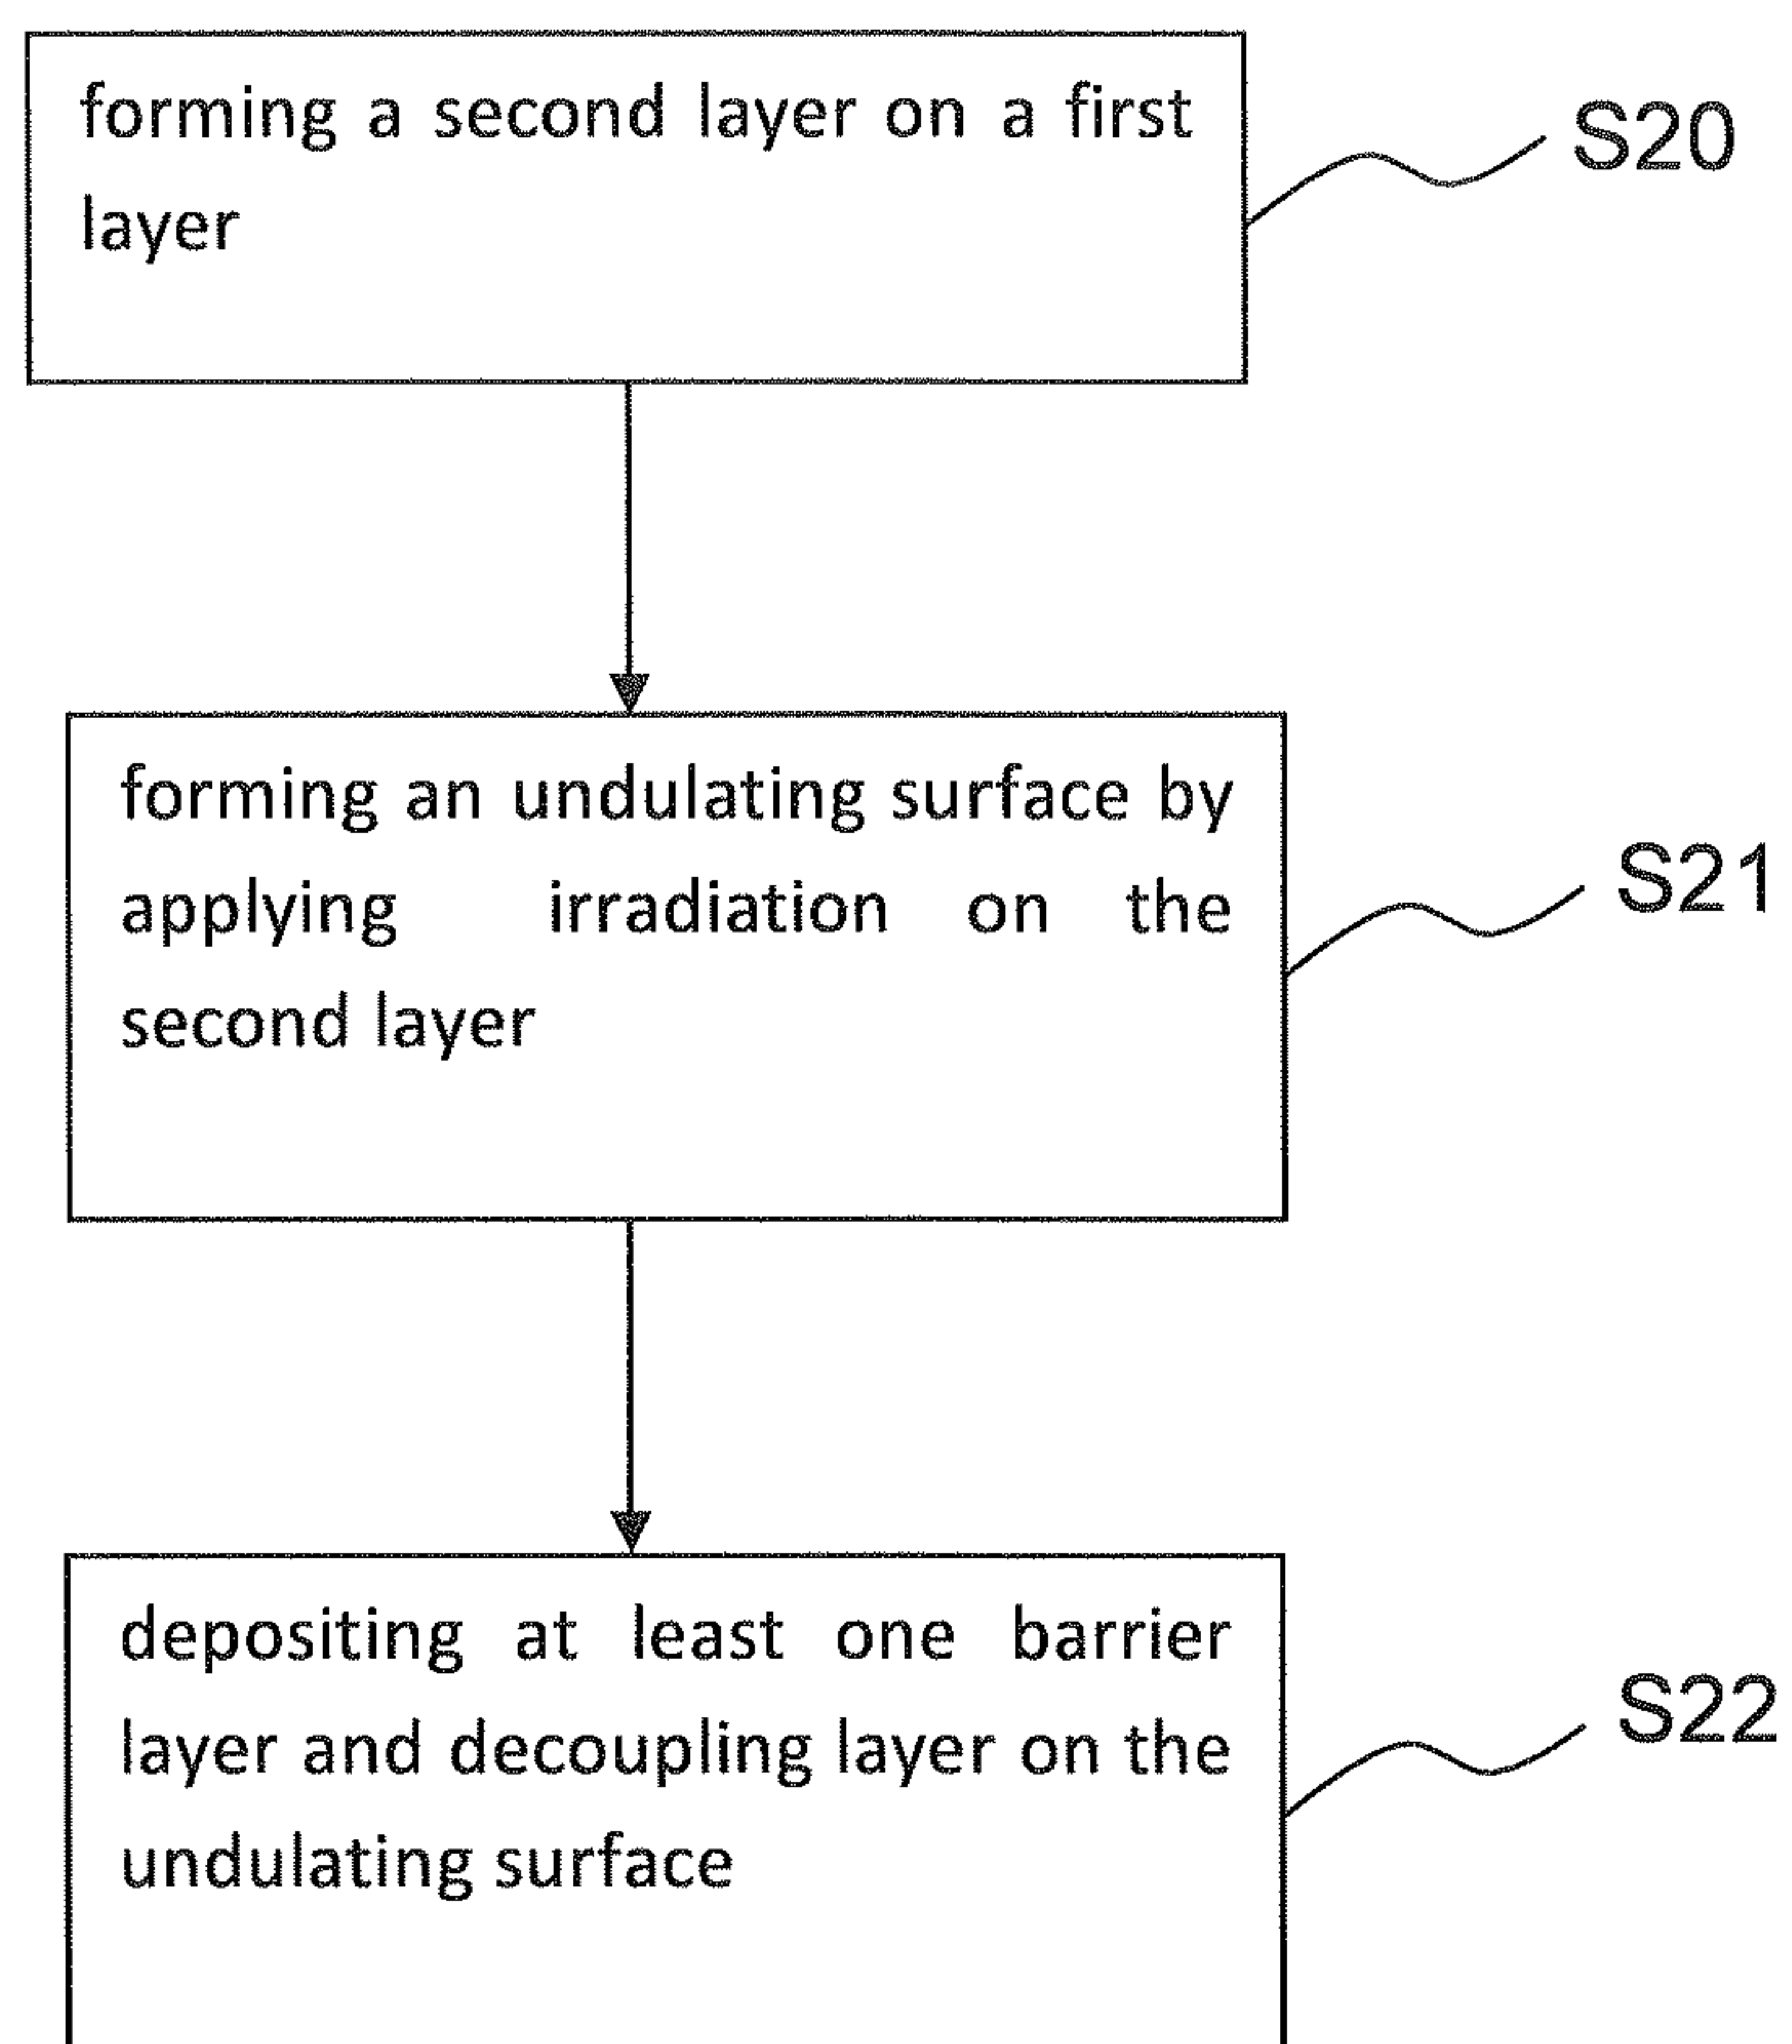 forming a second layer on a first
layer
S20
forming an undulating surface by
applying irradiation on the
second layer
S21
depositing at least one barrier
layer and decoupling layer on the
undulating surface
S22